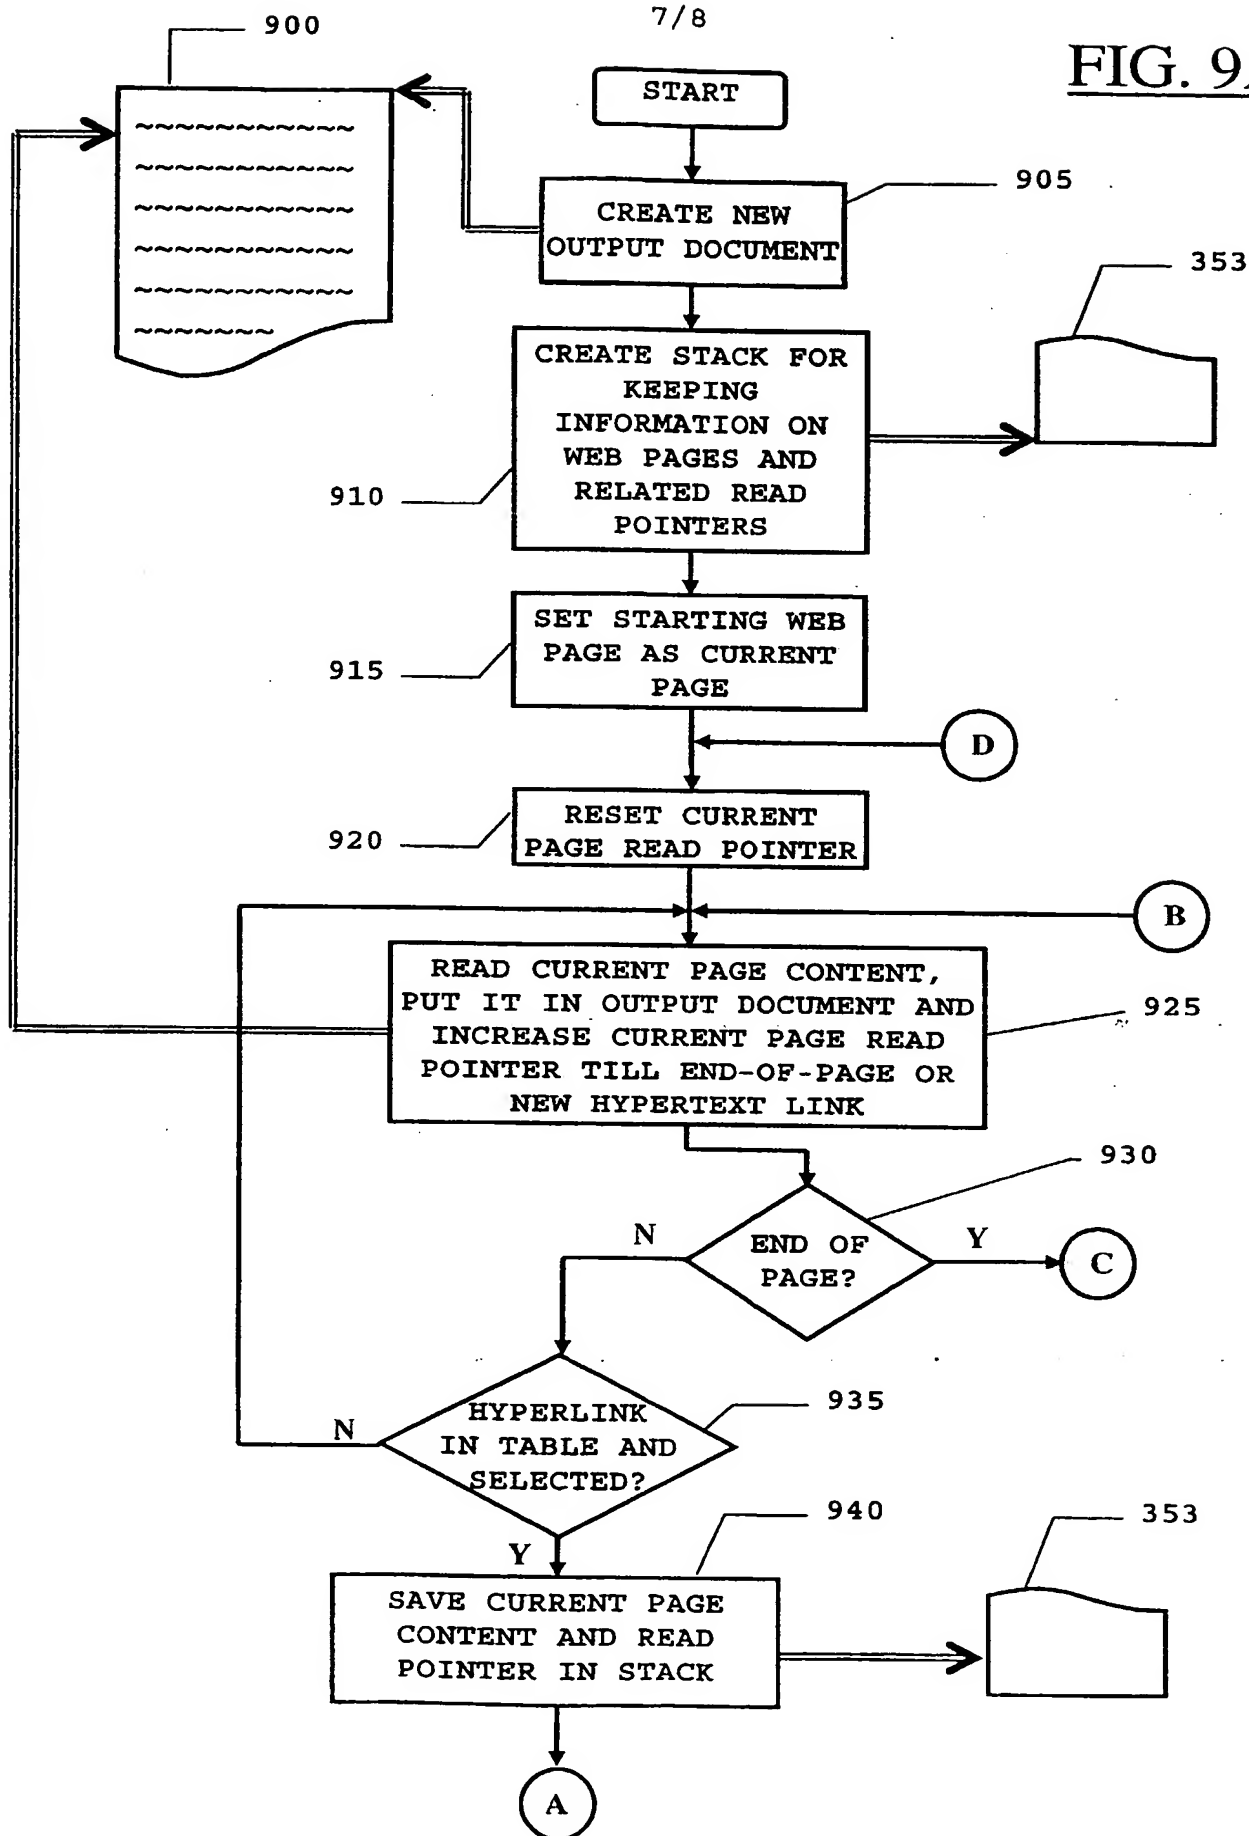 7/8
FIG. 9
900
START
905
CREATE NEW
OUTPUT DOCUMENT
353
CREATE STACK FOR
KEEPING
INFORMATION ON
WEB PAGES AND
RELATED READ
POINTERS
910
SET STARTING WEB
PAGE AS CURRENT
PAGE
915
D
RESET CURRENT
PAGE READ POINTER
920
B
READ CURRENT PAGE CONTENT,
PUT IT IN OUTPUT DOCUMENT AND
INCREASE CURRENT PAGE READ
POINTER TILL END-OF-PAGE OR
NEW HYPERTEXT LINK
925
930
N
END OF
PAGE?
Y
C
935
HYPERLINK
IN TABLE AND
SELECTED?
N
Y
940
353
SAVE CURRENT PAGE
CONTENT AND READ
POINTER IN STACK
A